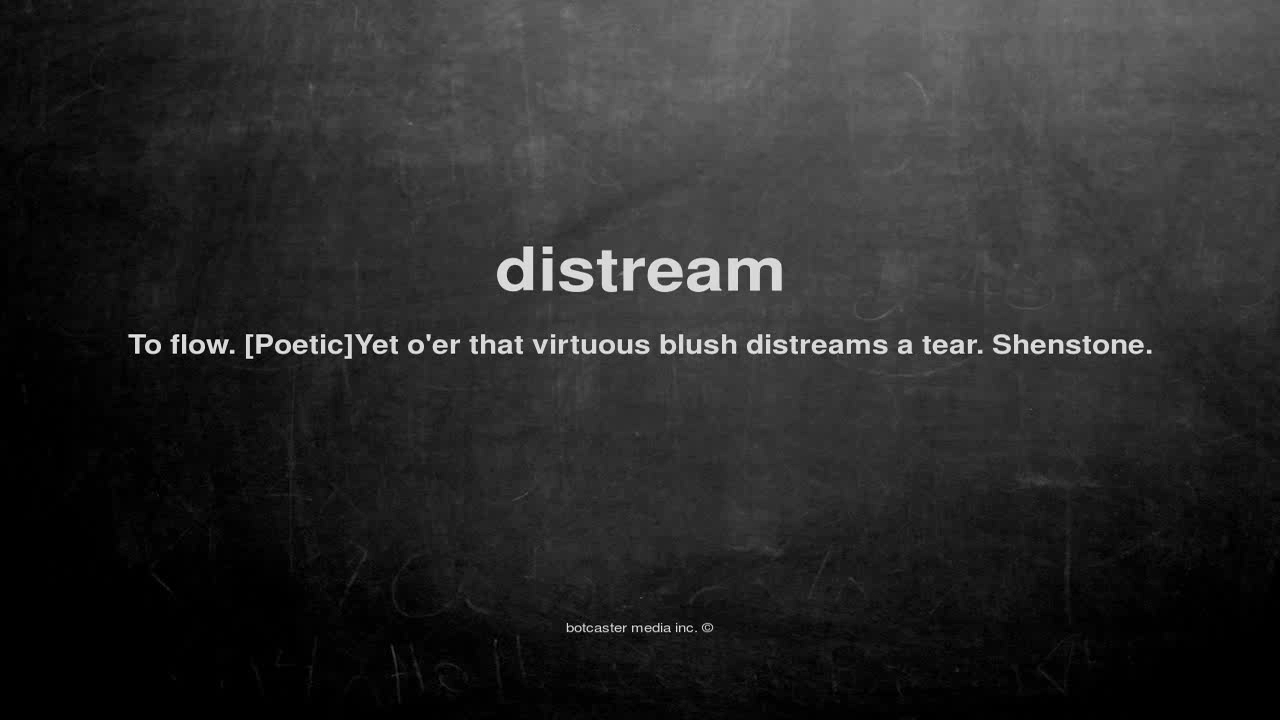 distream
To flow. [Poetic]Yet o'er that virtuous blush distreams a tear. Shenstone.
botcaster media inc. ©